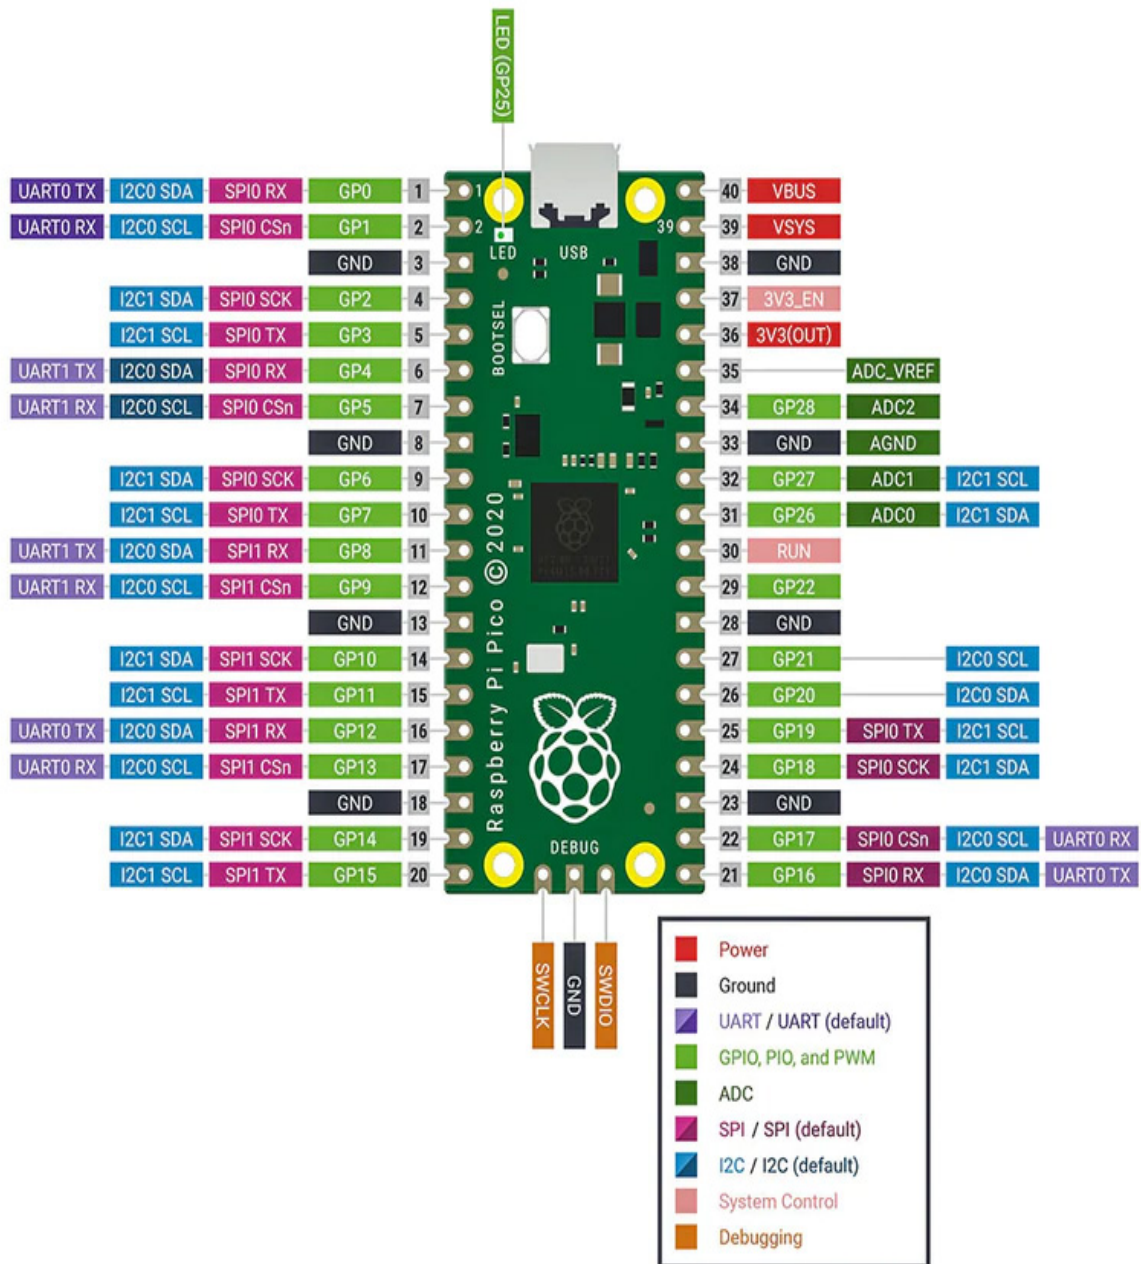 LED (GP25)
UART0 TX I2C0 SDA SPI0 RX GP0 1 1 40 VBUS
UART0 RX I2C0 SCL SPI0 CSn GP1 2 2 39 39 VSYS
LED USB
GND 3 38 GND
I2C1 SDA SPI0 SCK GP2 4 37 3V3_EN
I2C1 SCL SPI0 TX GP3 5 36 3V3(OUT)
BOOTSEL
UART1 TX I2C0 SDA SPI0 RX GP4 6 35 ADC_VREF
UART1 RX I2C0 SCL SPI0 CSn GP5 7 34 GP28 ADC2
GND 8 33 GND AGND
I2C1 SDA SPI0 SCK GP6 9 32 GP27 ADC1 I2C1 SCL
I2C1 SCL SPI0 TX GP7 10 31 GP26 ADC0 I2C1 SDA
UART1 TX I2C0 SDA SPI1 RX GP8 11 30 RUN
UART1 RX I2C0 SCL SPI1 CSn GP9 12 29 GP22
GND 13 28 GND
I2C1 SDA SPI1 SCK GP10 14 27 GP21 I2C0 SCL
I2C1 SCL SPI1 TX GP11 15 26 GP20 I2C0 SDA
UART0 TX I2C0 SDA SPI1 RX GP12 16 25 GP19 SPI0 TX I2C1 SCL
UART0 RX I2C0 SCL SPI1 CSn GP13 17 24 GP18 SPI0 SCK I2C1 SDA
Raspberry Pi Pico ©2020
GND 18 23 GND
I2C1 SDA SPI1 SCK GP14 19 22 GP17 SPI0 CSn I2C0 SCL UART0 RX
DEBUG
I2C1 SCL SPI1 TX GP15 20 21 GP16 SPI0 RX I2C0 SDA UART0 TX
SWCLK
GND
SWDIO
Power
Ground
UART / UART (default)
GPIO, PIO, and PWM
ADC
SPI / SPI (default)
I2C / I2C (default)
System Control
Debugging